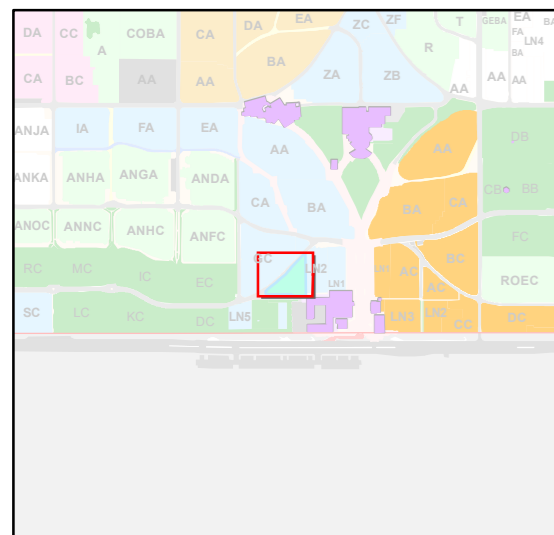 DA CC COBA CA DA EA ZC ZF T GEBA EA BA
A R FA LN4
CA BC AA AA BA ZA ZB AA AA BA AA
ANJA IA FA EA AA AA DB
ANKA ANHA ANGA ANDA CA BA BA CA CB BB
ANOC ANNC ANHC ANFC FC
RC MC IC EC GC LN2 LN1 AC BC ROEC
AC
SC LC KC DC LN5 LN3 LN2 CC DC